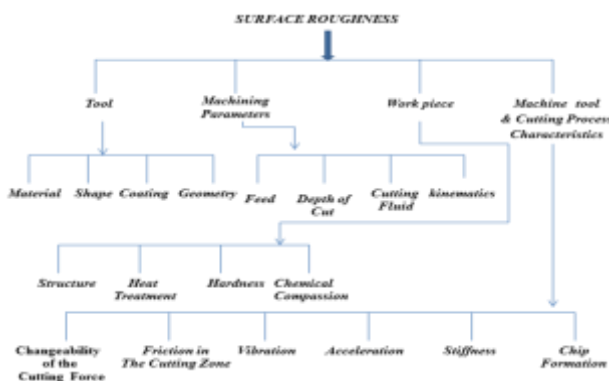 SURFACE ROUGHNESS
Tool
Machining
Parameters
Work piece
Machine tool
& Cutting Process
Characteristics
Material
Shape
Coating
Geometry
Feed
Depth of
Cut
Cutting
Fluid
kinematics
Structure
Heat
Treatment
Hardness
Chemical
Compassion
Changeability
of the
Cutting Force
Friction in
The Cutting Zone
Vibration
Acceleration
Stiffness
Chip
Formation